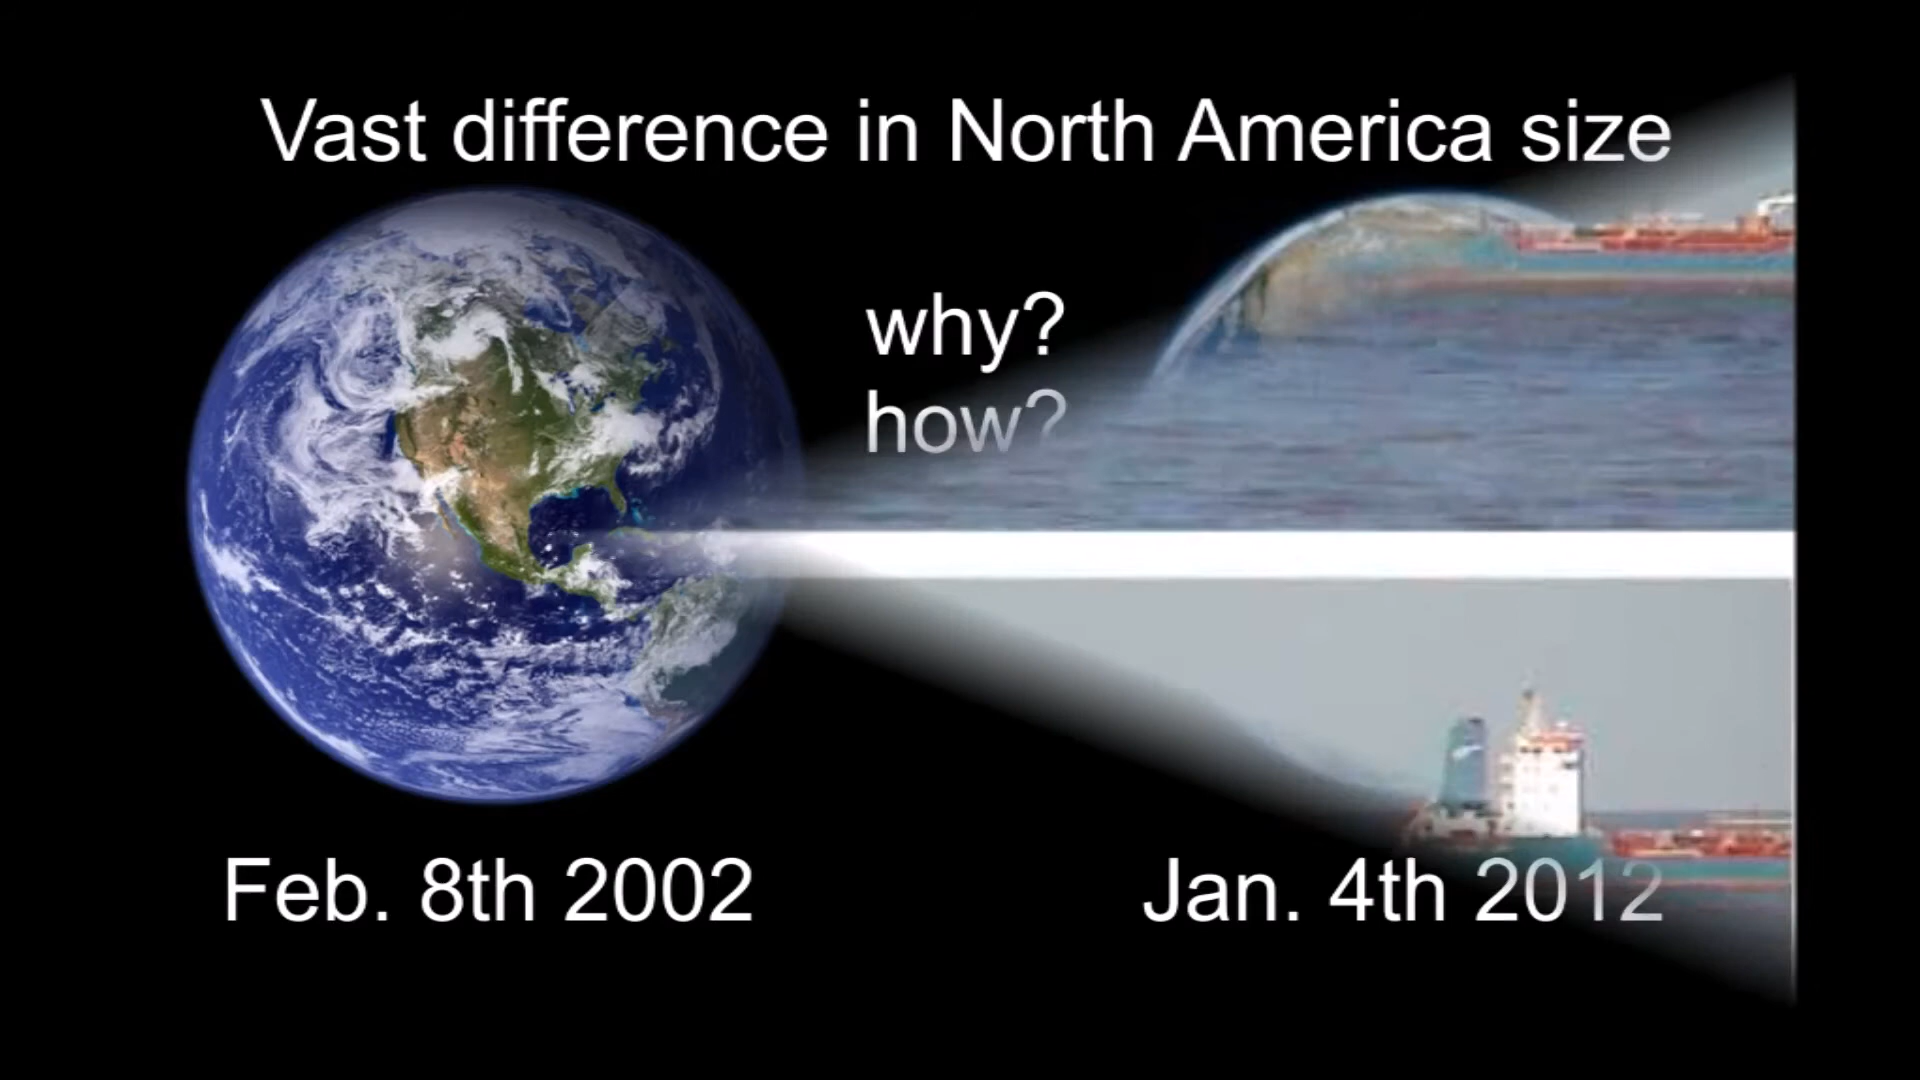 Vast difference in North America size
why?
how?
Feb. 8th 2002
Jan. 4th 2012